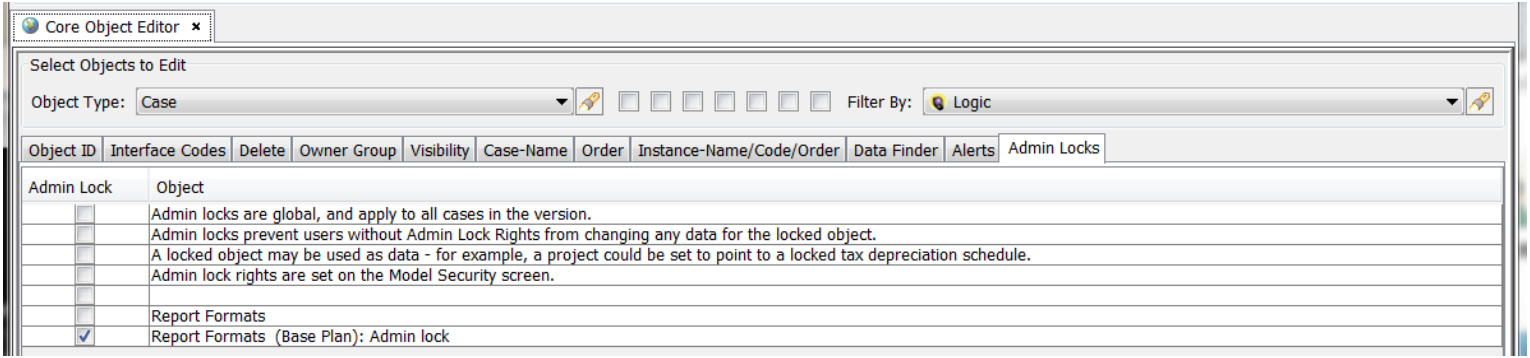 Core Object Editor ×
Select Objects to Edit
Object Type: Case Filter By: Logic
Object ID Interface Codes Delete Owner Group Visibility Case-Name Order Instance-Name/Code/Order Data Finder Alerts Admin Locks
Admin Lock Object
Admin locks are global, and apply to all cases in the version.
Admin locks prevent users without Admin Lock Rights from changing any data for the locked object.
A locked object may be used as data - for example, a project could be set to point to a locked tax depreciation schedule.
Admin lock rights are set on the Model Security screen.
Report Formats
Report Formats (Base Plan): Admin lock